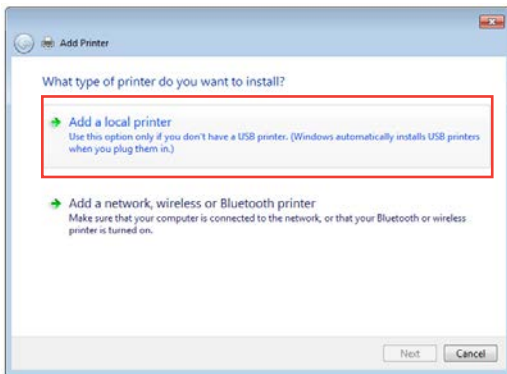 Add Printer
What type of printer do you want to install?
Add a local printer
Use this option only if you don't have a USB printer. (Windows automatically installs USB printers
when you plug them in.)
Add a network, wireless or Bluetooth printer
Make sure that your computer is connected to the network, or that your Bluetooth or wireless
printer is turned on.
Next Cancel